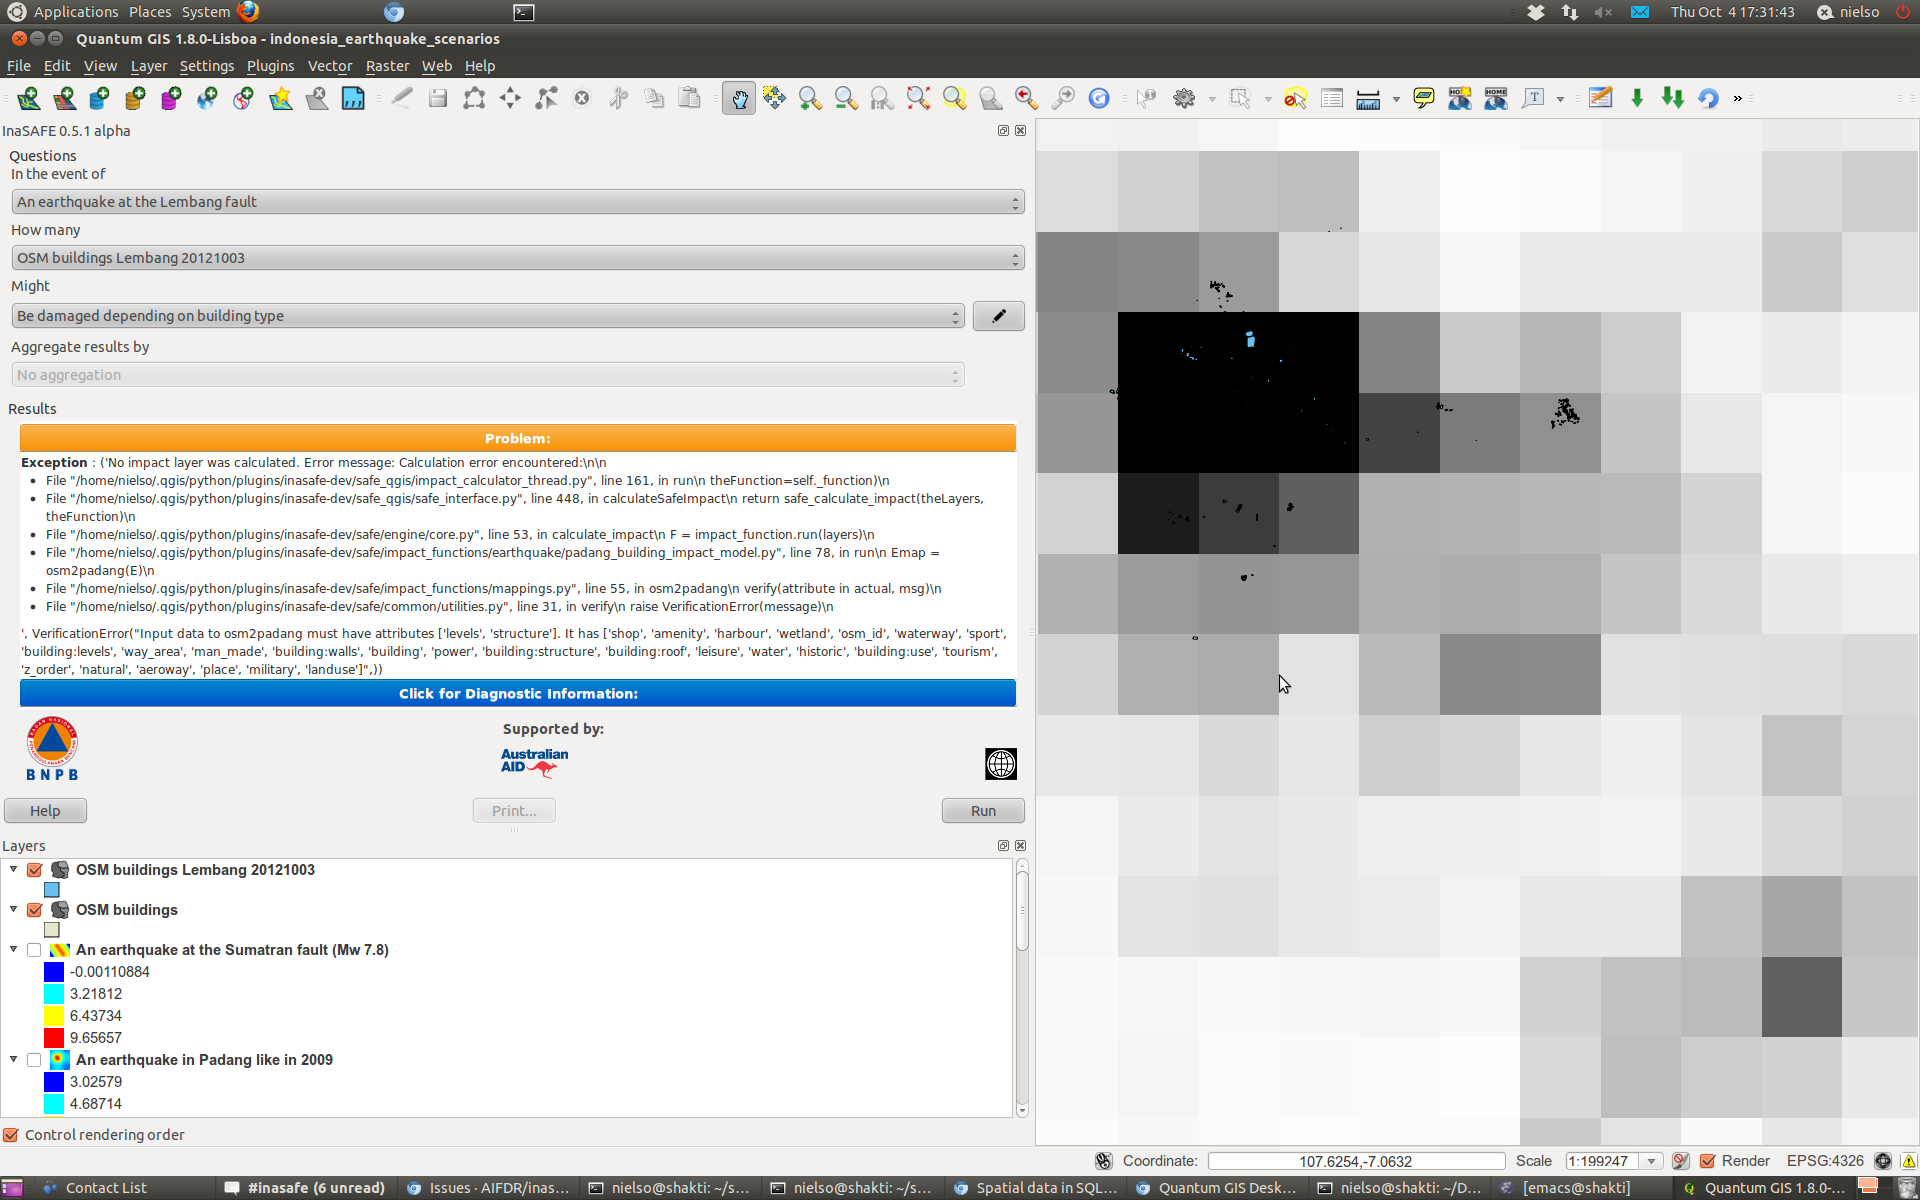 Applications Places System
Thu Oct 4 17:31:43
nielso
Quantum GIS 1.8.0-Lisboa - indonesia_earthquake_scenarios
File Edit View Layer Settings Plugins Vector Raster Web Help
InaSAFE 0.5.1 alpha
Questions
In the event of
An earthquake at the Lembang fault
How many
OSM buildings Lembang 20121003
Might
Be damaged depending on building type
Aggregate results by
No aggregation
Results
Problem:
Exception : ('No impact layer was calculated. Error message: Calculation error encountered:\n\n
File "/home/nielso/.qgis/python/plugins/inasafe-dev/safe_qgis/impact_calculator_thread.py", line 161, in run\n theFunction=self._function)\n
File "/home/nielso/.qgis/python/plugins/inasafe-dev/safe_qgis/safe_interface.py", line 448, in calculateSafeImpact\n return safe_calculate_impact(theLayers,
theFunction)\n
File "/home/nielso/.qgis/python/plugins/inasafe-dev/safe/engine/core.py", line 53, in calculate_impact\n F = impact_function.run(layers)\n
File "/home/nielso/.qgis/python/plugins/inasafe-dev/safe/impact_functions/earthquake/padang_building_impact_model.py", line 78, in run\n Emap =
osm2padang(E)\n
File "/home/nielso/.qgis/python/plugins/inasafe-dev/safe/impact_functions/mappings.py", line 55, in osm2padang\n verify(attribute in actual, msg)\n
File "/home/nielso/.qgis/python/plugins/inasafe-dev/safe/common/utilities.py", line 31, in verify\n raise VerificationError(message)\n
', VerificationError("Input data to osm2padang must have attributes ['levels', 'structure']. It has ['shop', 'amenity', 'harbour', 'wetland', 'osm_id', 'waterway', 'sport',
'building:levels', 'way_area', 'man_made', 'building:walls', 'building', 'power', 'building:structure', 'building:roof', 'leisure', 'water', 'historic', 'building:use', 'tourism',
'z_order', 'natural', 'aeroway', 'place', 'military', 'landuse']",))
Click for Diagnostic Information:
Supported by:
Australian
AID
BNPB
Help
Print...
Run
Layers
OSM buildings Lembang 20121003
OSM buildings
An earthquake at the Sumatran fault (Mw 7.8)
-0.00110884
3.21812
6.43734
9.65657
An earthquake in Padang like in 2009
3.02579
4.68714
Control rendering order
Coordinate: 107.6254,-7.0632 Scale 1:199247 Render EPSG:4326
Contact List
#inasafe (6 unread)
Issues · AIFDR/inas...
nielso@shakti: ~/s...
nielso@shakti: ~/s...
Spatial data in SQL...
Quantum GIS Desk...
nielso@shakti: ~/D...
[emacs@shakti]
Quantum GIS 1.8.0-...